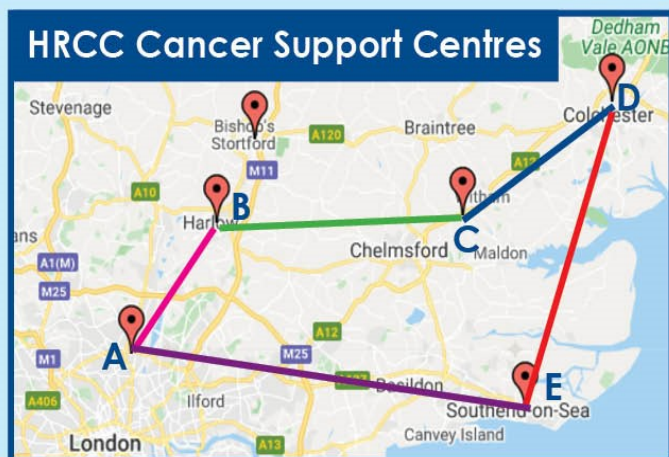 HRCC Cancer Support Centres
Dedham
Vale AONB
Stevenage
Bishop's
Stortford
A120
Braintree
D
Colchester
M11
A10
B
Harlow
C
Chelmsford
Maldon
ans
A1(M)
M25
A
A12
M25
M1
A406
Ilford
Basildon
E
Southend-on-Sea
Canvey Island
London
A13